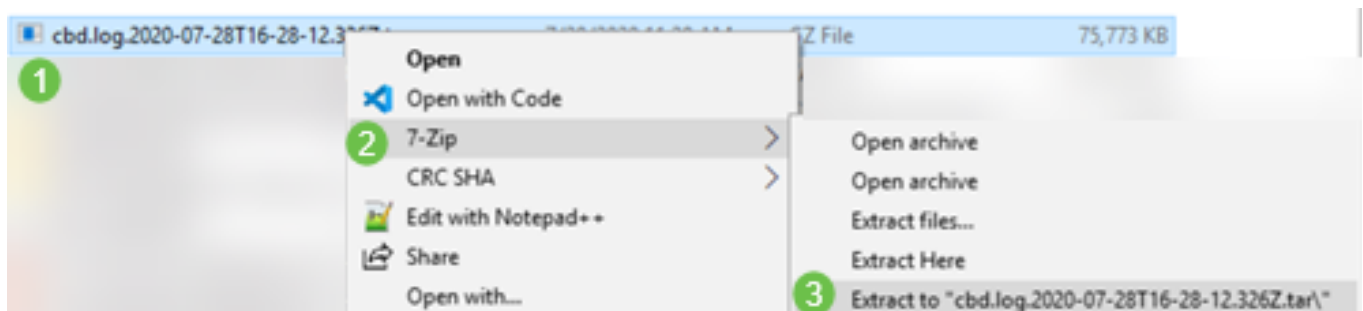 cbd.log.2020-07-28T16-28-12.326Z
GZ File
75,773 KB
1
Open
Open with Code
2
7-Zip
CRC SHA
Edit with Notepad++
Share
Open with...
Open archive
Open archive
Extract files...
Extract Here
3
Extract to "cbd.log.2020-07-28T16-28-12.326Z.tar\"